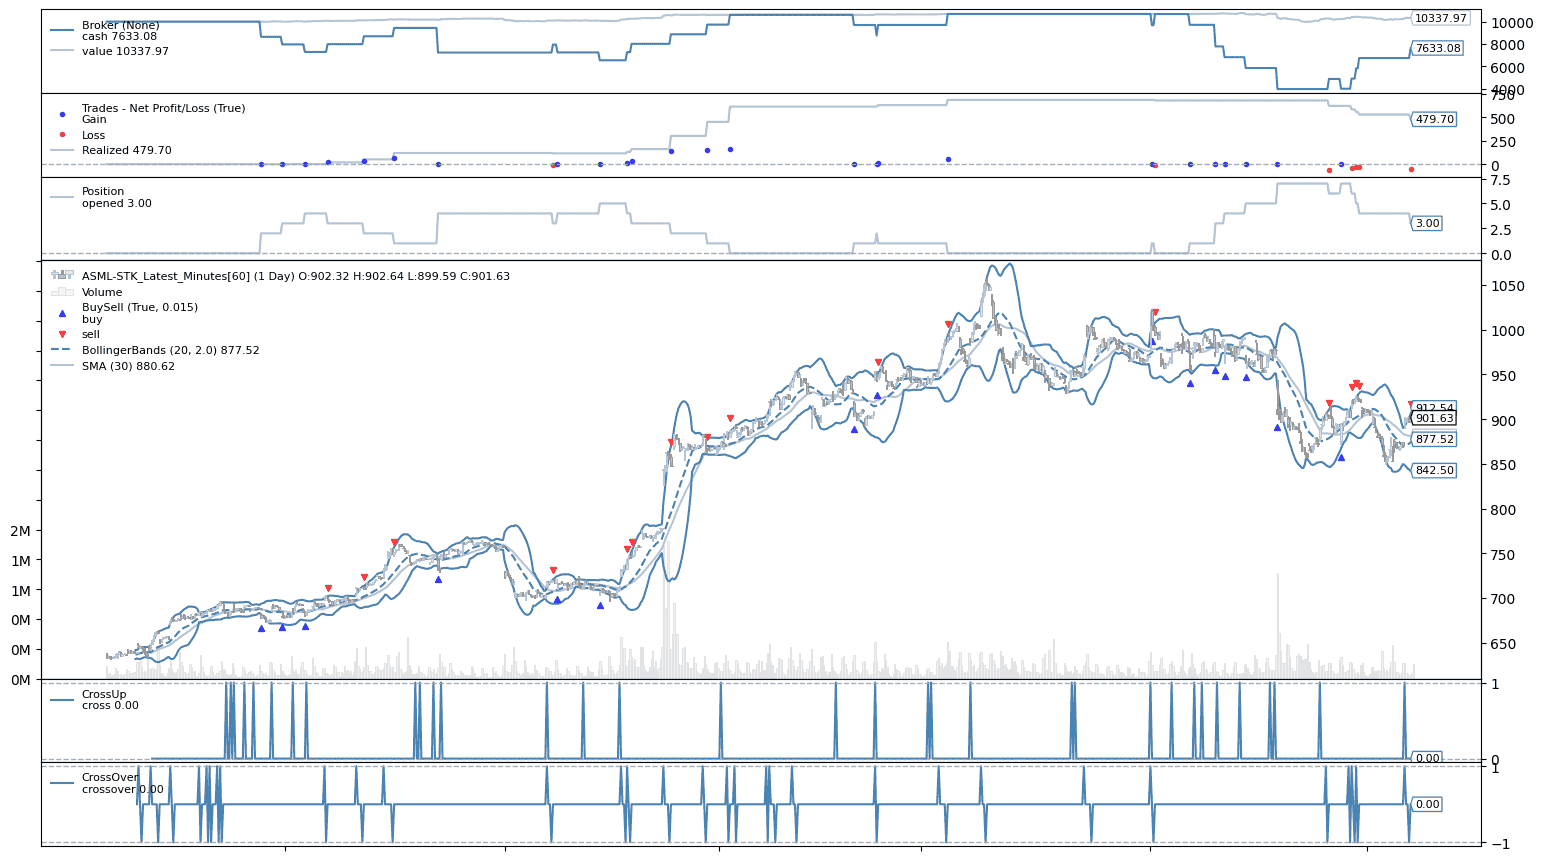 Broker (None)
cash 7633.08
value 10337.97
10337.97
7633.08
10000
8000
6000
4000
Trades - Net Profit/Loss (True)
Gain
Loss
Realized 479.70
479.70
750
500
250
0
Position
opened 3.00
3.00
7.5
5.0
2.5
0.0
ASML-STK_Latest_Minutes[60] (1 Day) O:902.32 H:902.64 L:899.59 C:901.63
Volume
BuySell (True, 0.015)
buy
sell
BollingerBands (20, 2.0) 877.52
SMA (30) 880.62
912.54
901.63
877.52
842.50
1050
1000
950
900
850
800
750
700
650
2M
1M
1M
0M
0M
0M
CrossUp
cross 0.00
0.00
1
0
CrossOver
crossover 0.00
0.00
1
−1